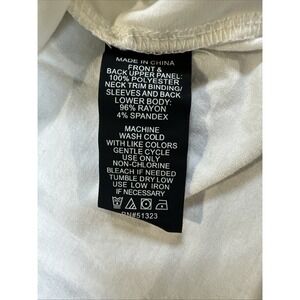 MADE IN CHINA
FRONT &
BACK UPPER PANEL:
100% POLYESTER
NECK TRIM BINDING/
SLEEVES AND BACK
LOWER BODY:
96% RAYON
4% SPANDEX
MACHINE
WASH COLD
WITH LIKE COLORS
GENTLE CYCLE
USE ONLY
NON-CHLORINE
BLEACH IF NEEDED
TUMBLE DRY LOW
USE LOW IRON
IF NECESSARY
RN#51323